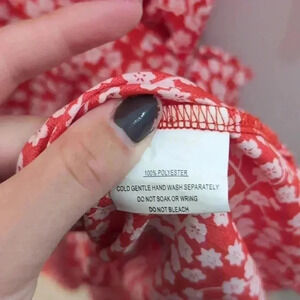 100% POLYESTER
COLD GENTLE HAND WASH SEPARATELY
DO NOT SOAK OR WRING
DO NOT BLEACH